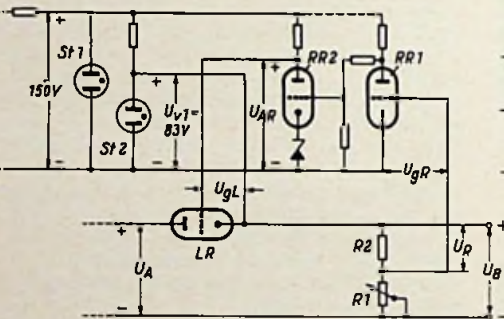 + St 1 + RR2 RR1
150V + UAR
Uv1 =
83V
St 2
- - - UgR
UgL
+ +
LR R2 UR
UA UB
R1
- -